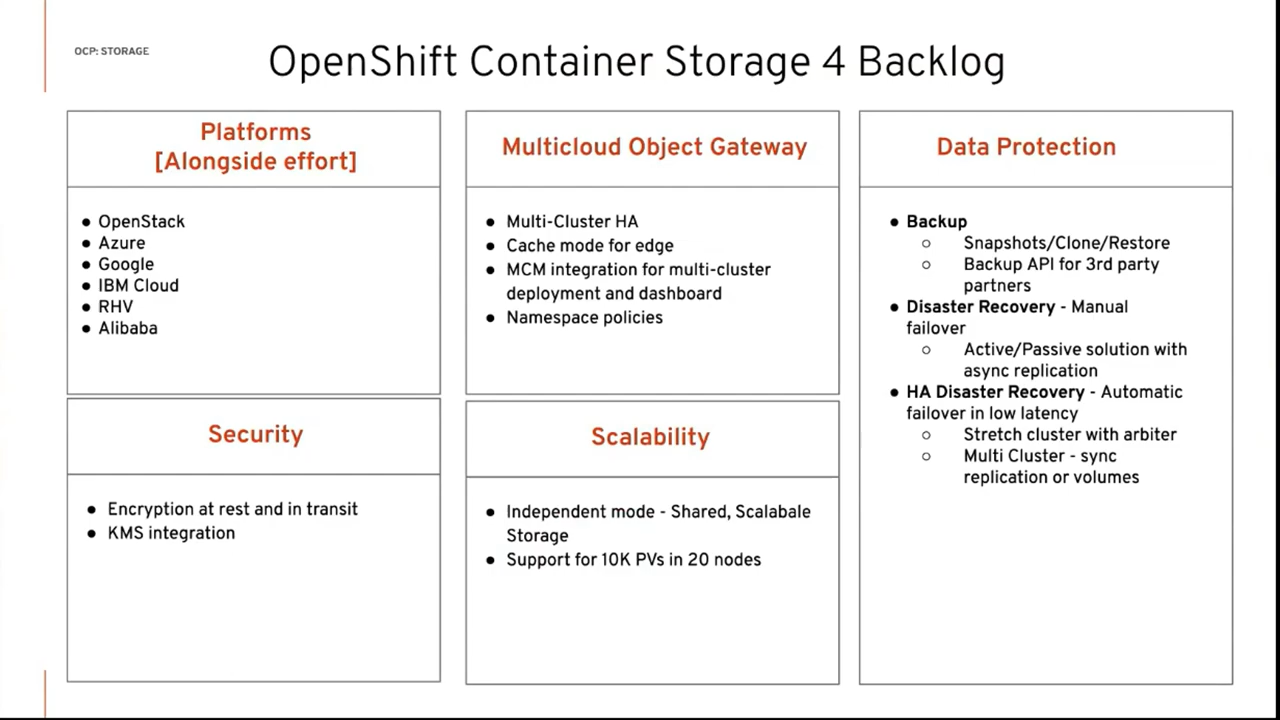 OCP: STORAGE
OpenShift Container Storage 4 Backlog
Platforms
[Alongside effort]
● OpenStack
● Azure
● Google
● IBM Cloud
● RHV
● Alibaba
Multicloud Object Gateway
● Multi-Cluster HA
● Cache mode for edge
● MCM integration for multi-cluster
deployment and dashboard
● Namespace policies
Data Protection
● Backup
○ Snapshots/Clone/Restore
○ Backup API for 3rd party
partners
● Disaster Recovery - Manual
failover
○ Active/Passive solution with
async replication
● HA Disaster Recovery - Automatic
failover in low latency
○ Stretch cluster with arbiter
○ Multi Cluster - sync
replication or volumes
Security
● Encryption at rest and in transit
● KMS integration
Scalability
● Independent mode - Shared, Scalabale
Storage
● Support for 10K PVs in 20 nodes